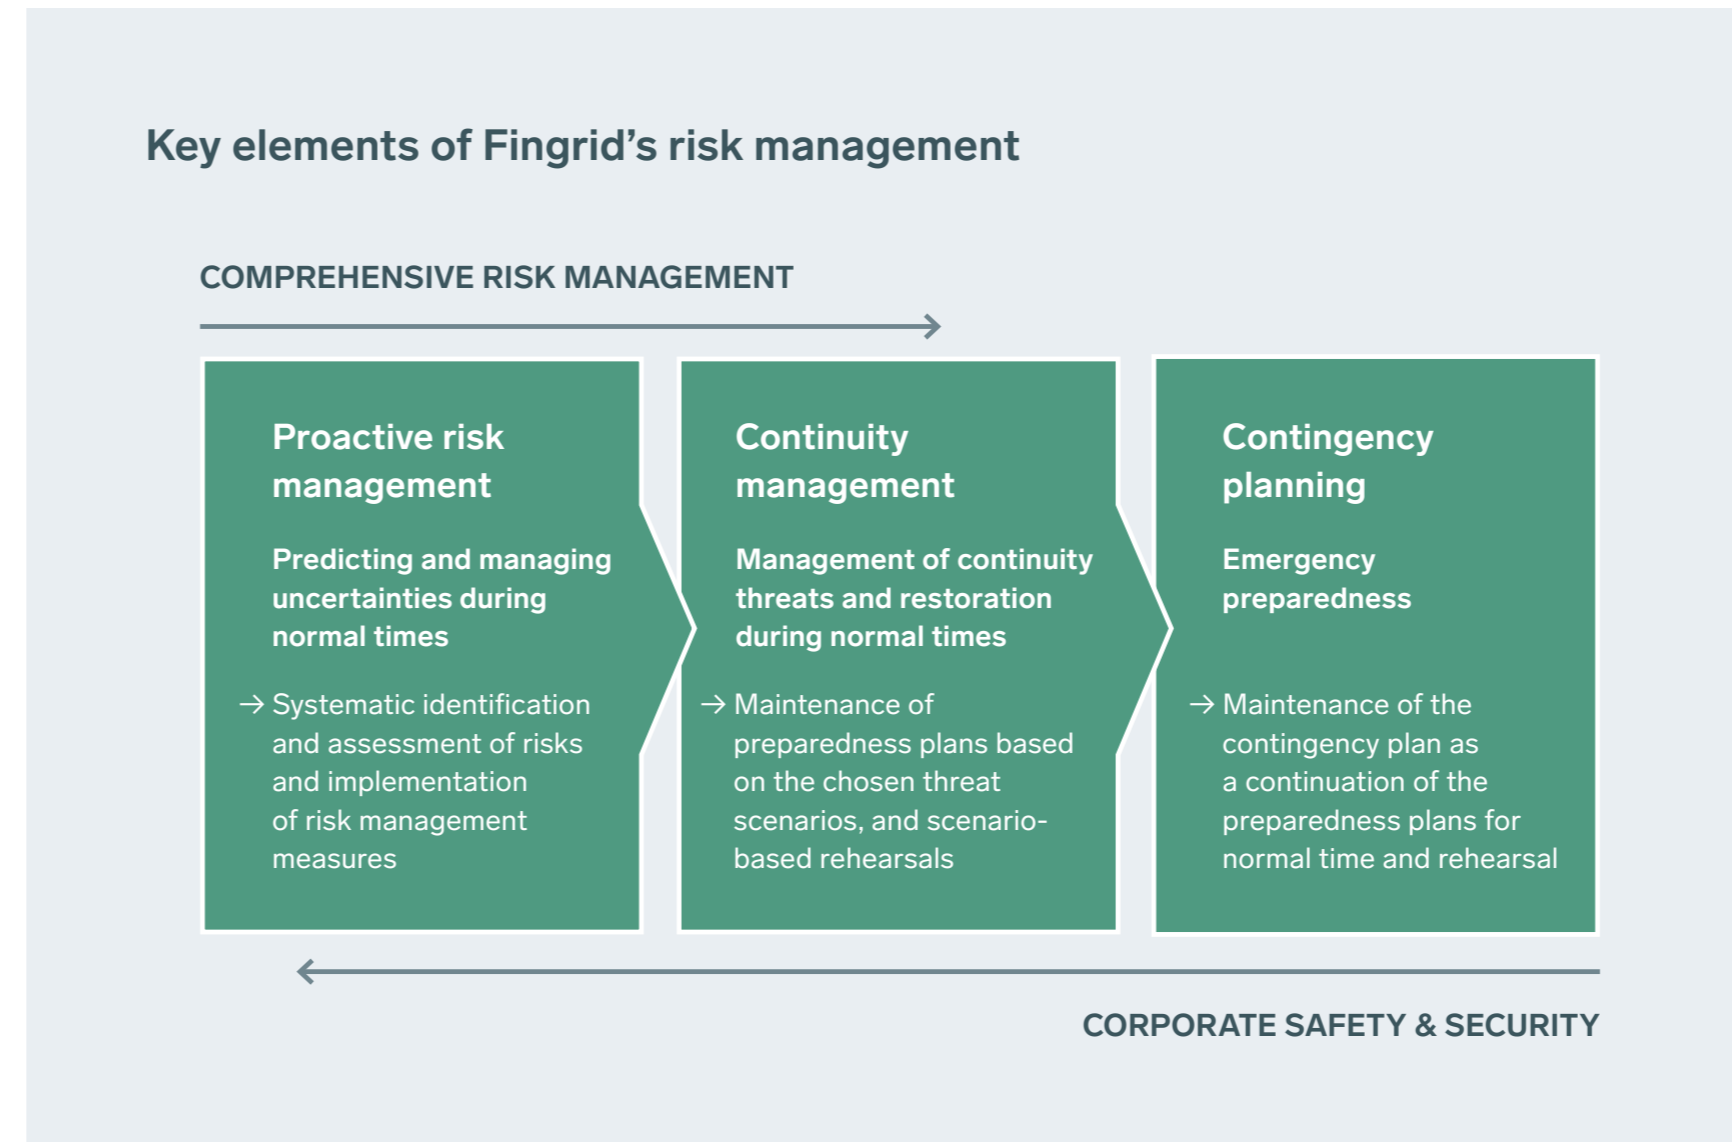 Key elements of Fingrid’s risk management
COMPREHENSIVE RISK MANAGEMENT
Proactive risk
management
Predicting and managing
uncertainties during
normal times
→ Systematic identification
and assessment of risks
and implementation
of risk management
measures
Continuity
management
Management of continuity
threats and restoration
during normal times
→ Maintenance of
preparedness plans based
on the chosen threat
scenarios, and scenario-
based rehearsals
Contingency
planning
Emergency
preparedness
→ Maintenance of the
contingency plan as
a continuation of the
preparedness plans for
normal time and rehearsal
CORPORATE SAFETY & SECURITY